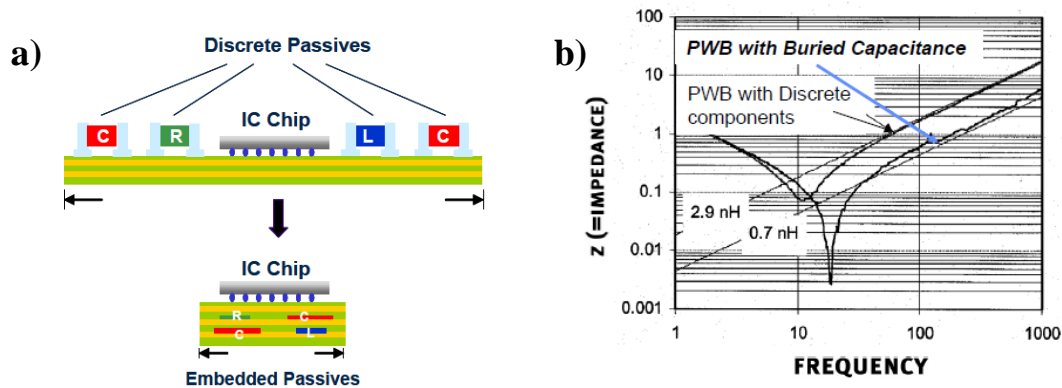 a)
Discrete Passives
C
R
IC Chip
L
C
IC Chip
R
C
C
L
Embedded Passives
b)
100
10
1
0.1
0.01
0.001
Z (=IMPEDANCE)
PWB with Buried Capacitance
PWB with Discrete
components
2.9 nH
0.7 nH
1
10
100
1000
FREQUENCY